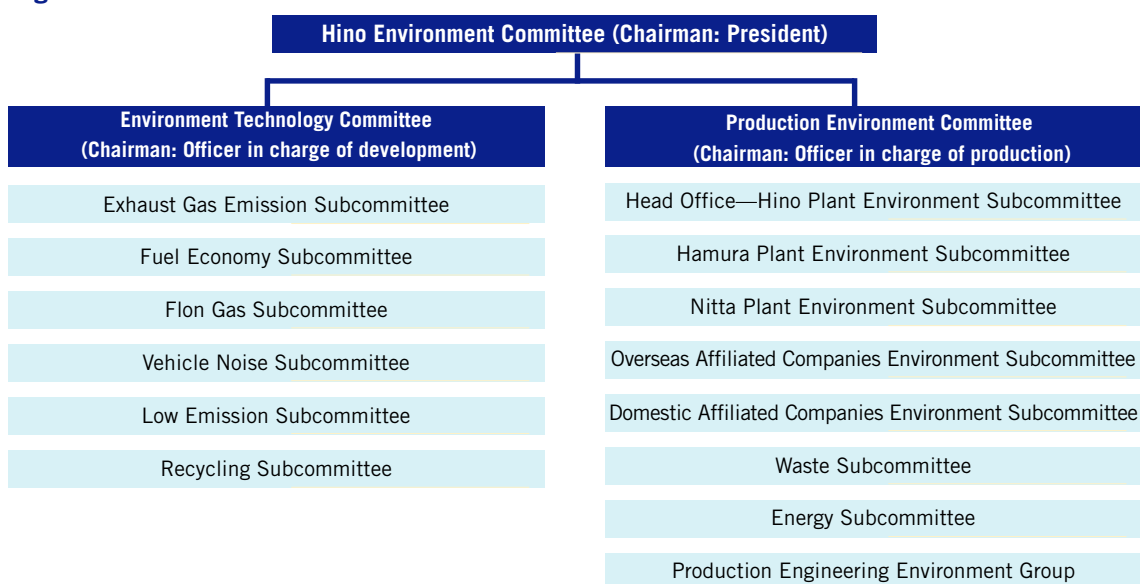 Hino Environment Committee (Chairman: President)
Environment Technology Committee
(Chairman: Officer in charge of development)
Exhaust Gas Emission Subcommittee
Fuel Economy Subcommittee
Flon Gas Subcommittee
Vehicle Noise Subcommittee
Low Emission Subcommittee
Recycling Subcommittee
Production Environment Committee
(Chairman: Officer in charge of production)
Head Office—Hino Plant Environment Subcommittee
Hamura Plant Environment Subcommittee
Nitta Plant Environment Subcommittee
Overseas Affiliated Companies Environment Subcommittee
Domestic Affiliated Companies Environment Subcommittee
Waste Subcommittee
Energy Subcommittee
Production Engineering Environment Group